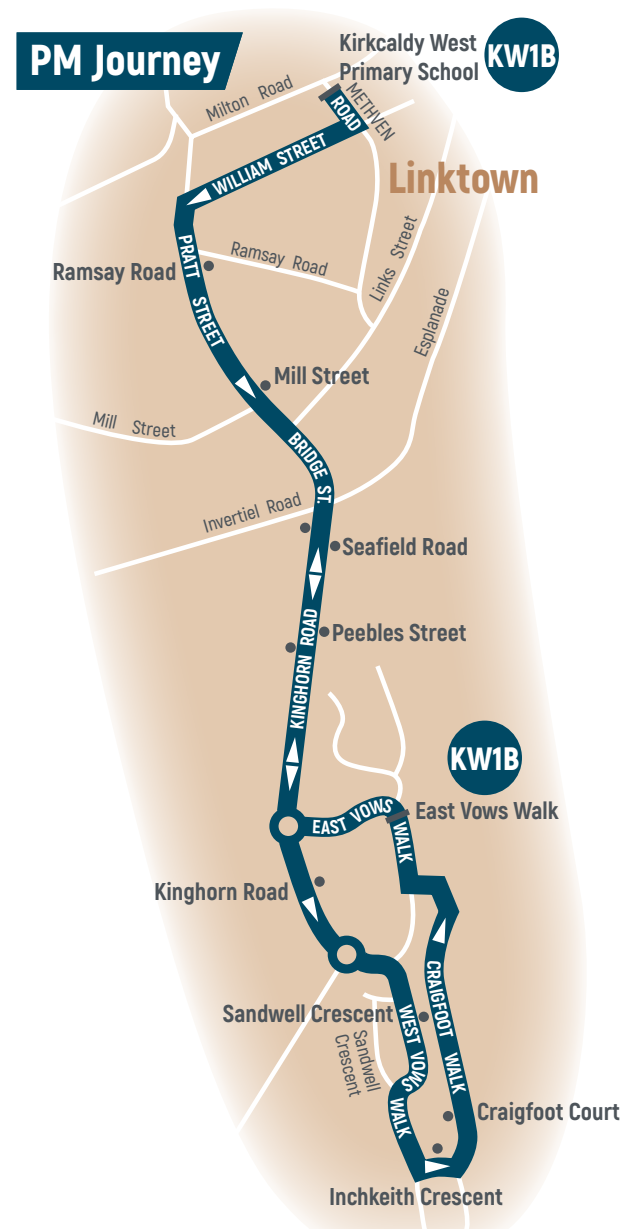 PM Journey
Kirkcaldy West
Primary School
KW1B
Milton Road
METHVEN
ROAD
WILLIAM STREET
Linktown
PRATT STREET
Ramsay Road
Ramsay Road
Links Street
Esplanade
Mill Street
Mill Street
BRIDGE ST.
Invertiel Road
Seafield Road
Peebles Street
KINGHORN ROAD
KW1B
EAST VOWS
WALK
East Vows Walk
Kinghorn Road
Sandwell Crescent
Sandwell
Crescent
WEST VOWS
WALK
CRAIGFOOT WALK
Craigfoot Court
Inchkeith Crescent